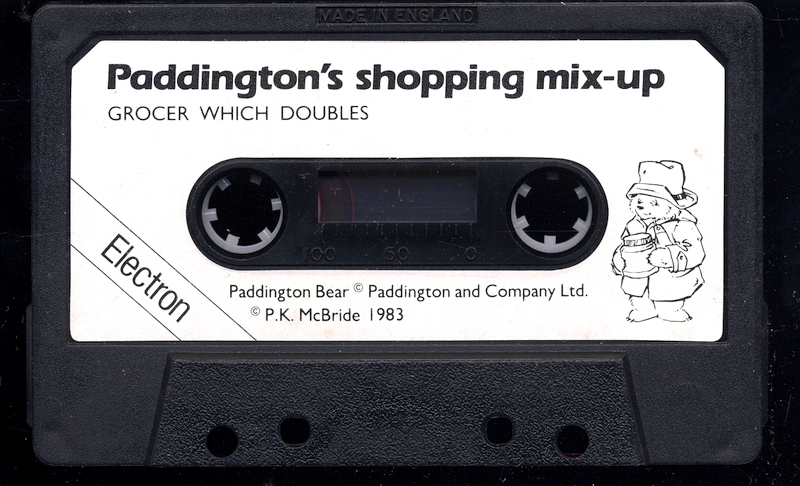 MADE IN ENGLAND
Paddington's shopping mix-up
GROCER WHICH DOUBLES
100 50 0
Electron
Paddington Bear © Paddington and Company Ltd.
© P.K. McBride 1983